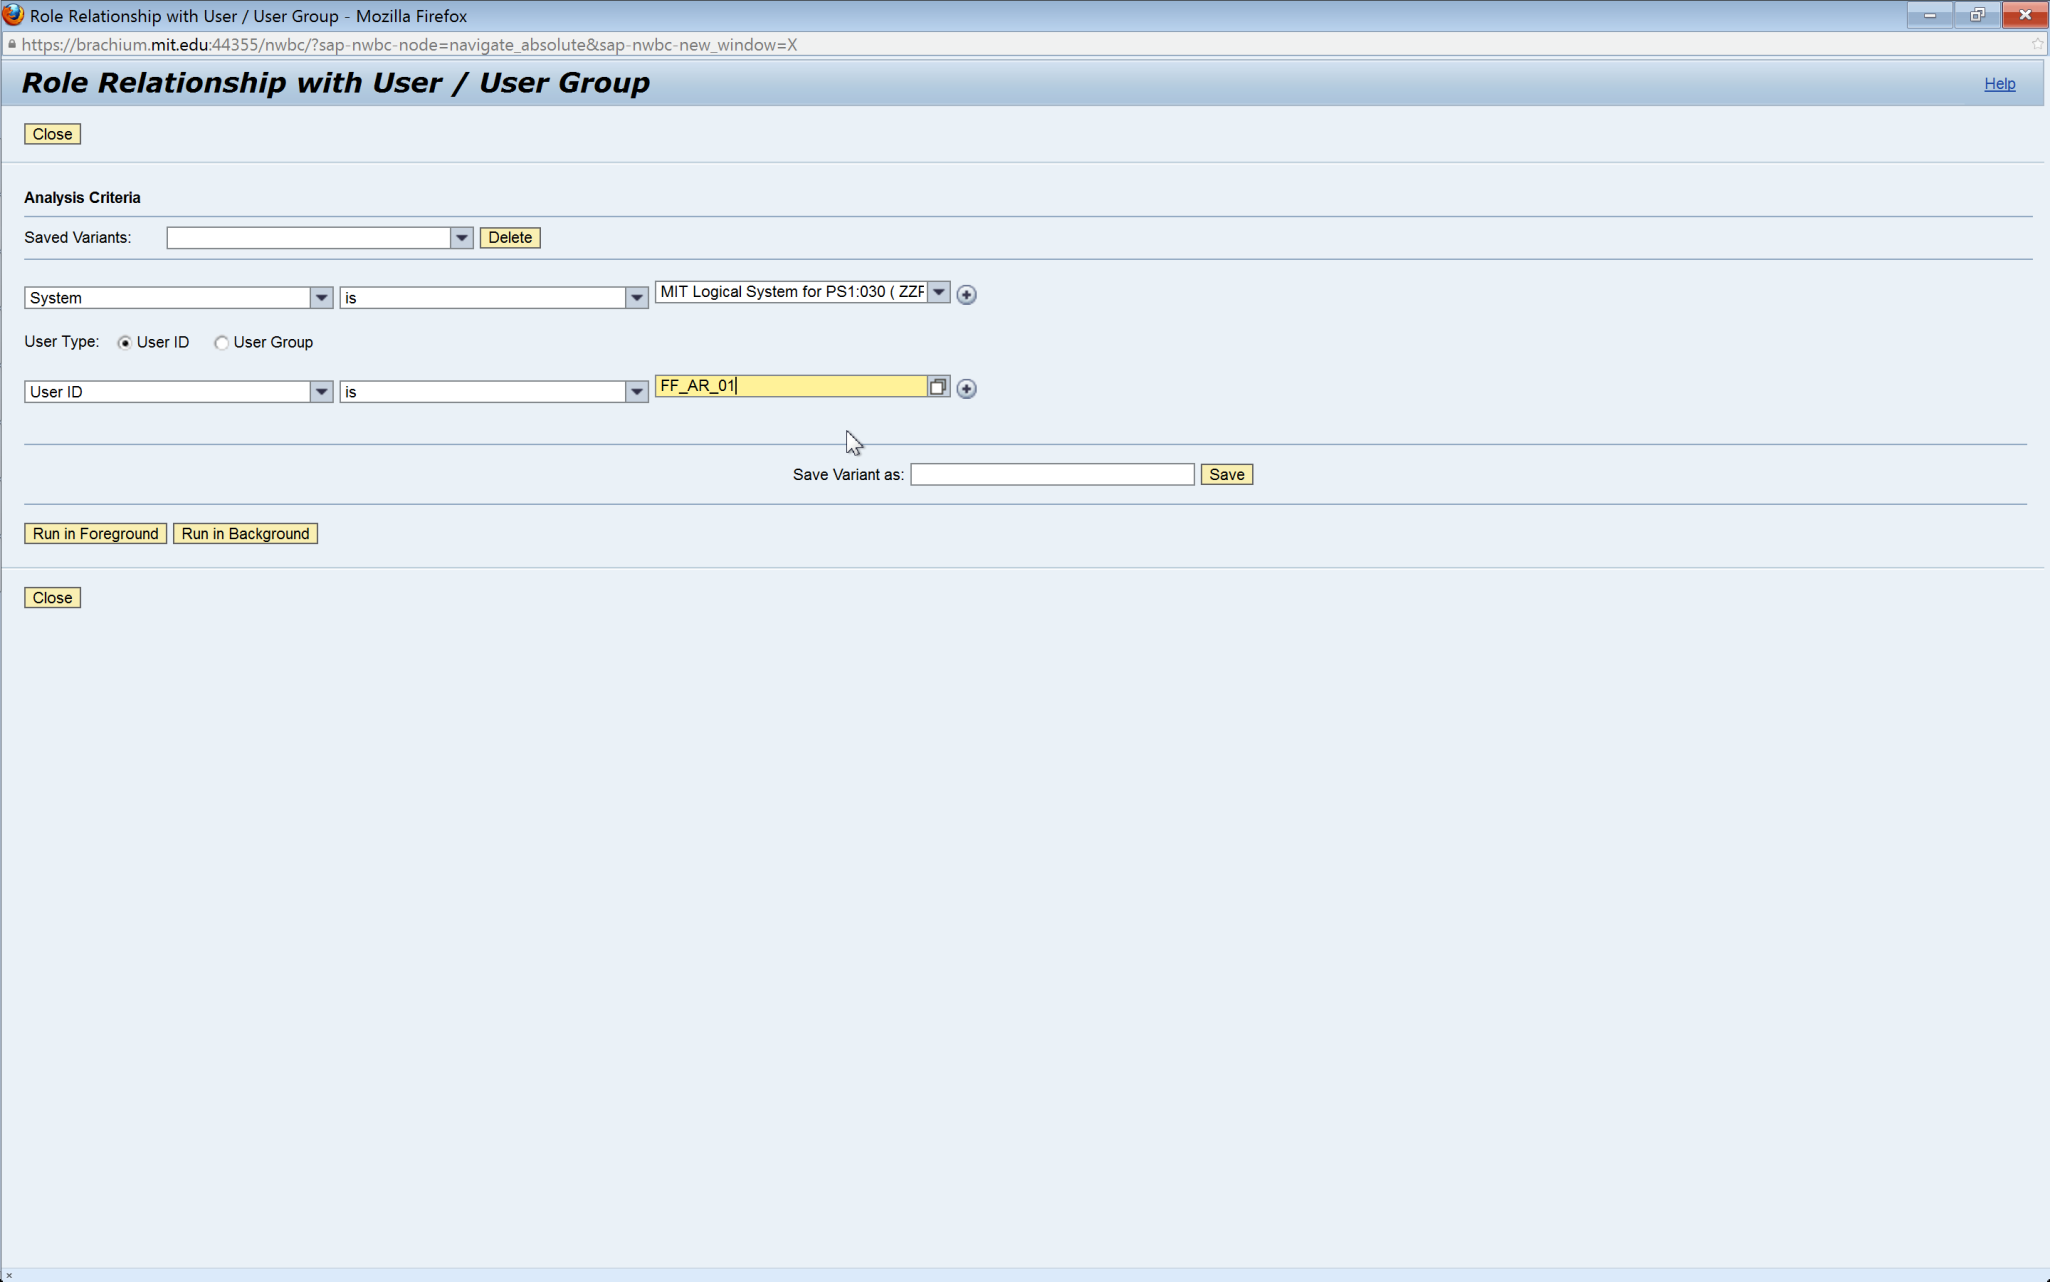 Role Relationship with User / User Group - Mozilla Firefox
https://brachium.mit.edu:44355/nwbc/?sap-nwbc-node=navigate_absolute&sap-nwbc-new_window=X
Role Relationship with User / User Group Help
Close
Analysis Criteria
Saved Variants: Delete
System is MIT Logical System for PS1:030 ( ZZF
User Type: User ID User Group
User ID is FF_AR_01
Save Variant as: Save
Run in Foreground Run in Background
Close